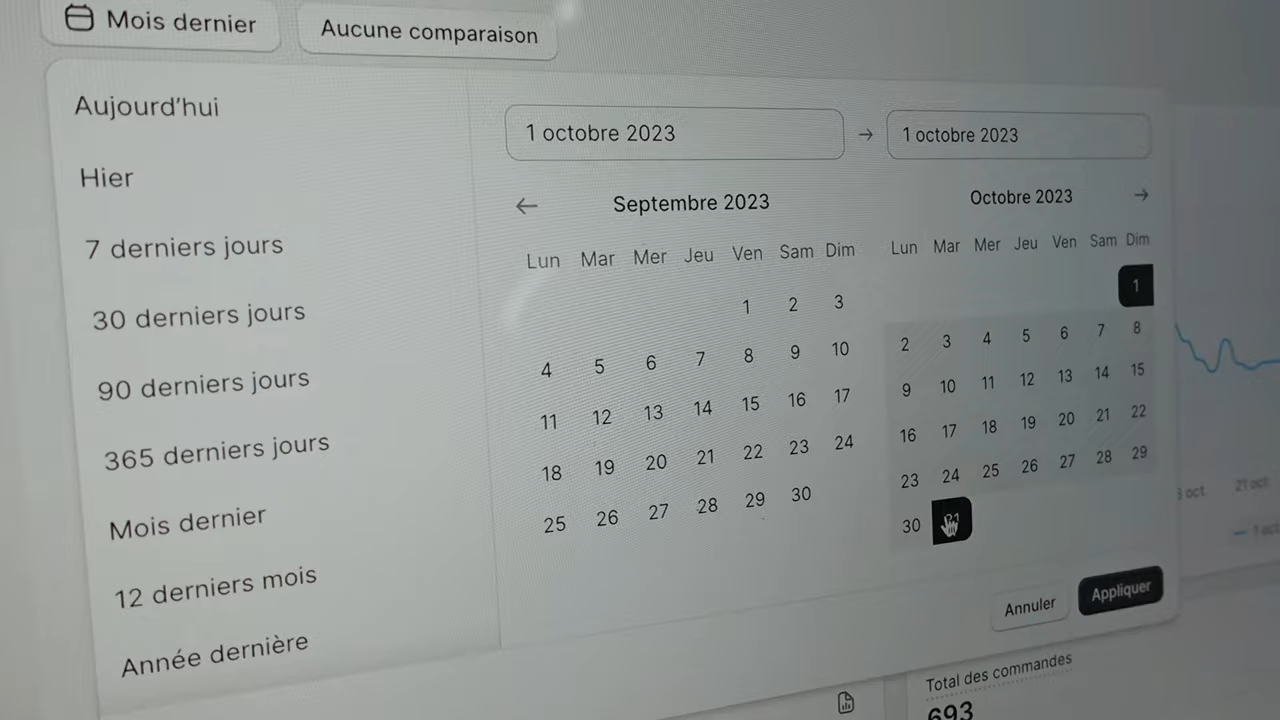 Mois dernier
Aucune comparaison
Aujourd'hui
Hier
7 derniers jours
30 derniers jours
90 derniers jours
365 derniers jours
Mois dernier
12 derniers mois
Année dernière
1 octobre 2023 → 1 octobre 2023
← Septembre 2023
Lun Mar Mer Jeu Ven Sam Dim
1 2 3
4 5 6 7 8 9 10
11 12 13 14 15 16 17
18 19 20 21 22 23 24
25 26 27 28 29 30
Octobre 2023 →
Lun Mar Mer Jeu Ven Sam Dim
1
2 3 4 5 6 7 8
9 10 11 12 13 14 15
16 17 18 19 20 21 22
23 24 25 26 27 28 29
30 31
Annuler
Appliquer
oct.
21 oct.
1 oct
Total des commandes
693